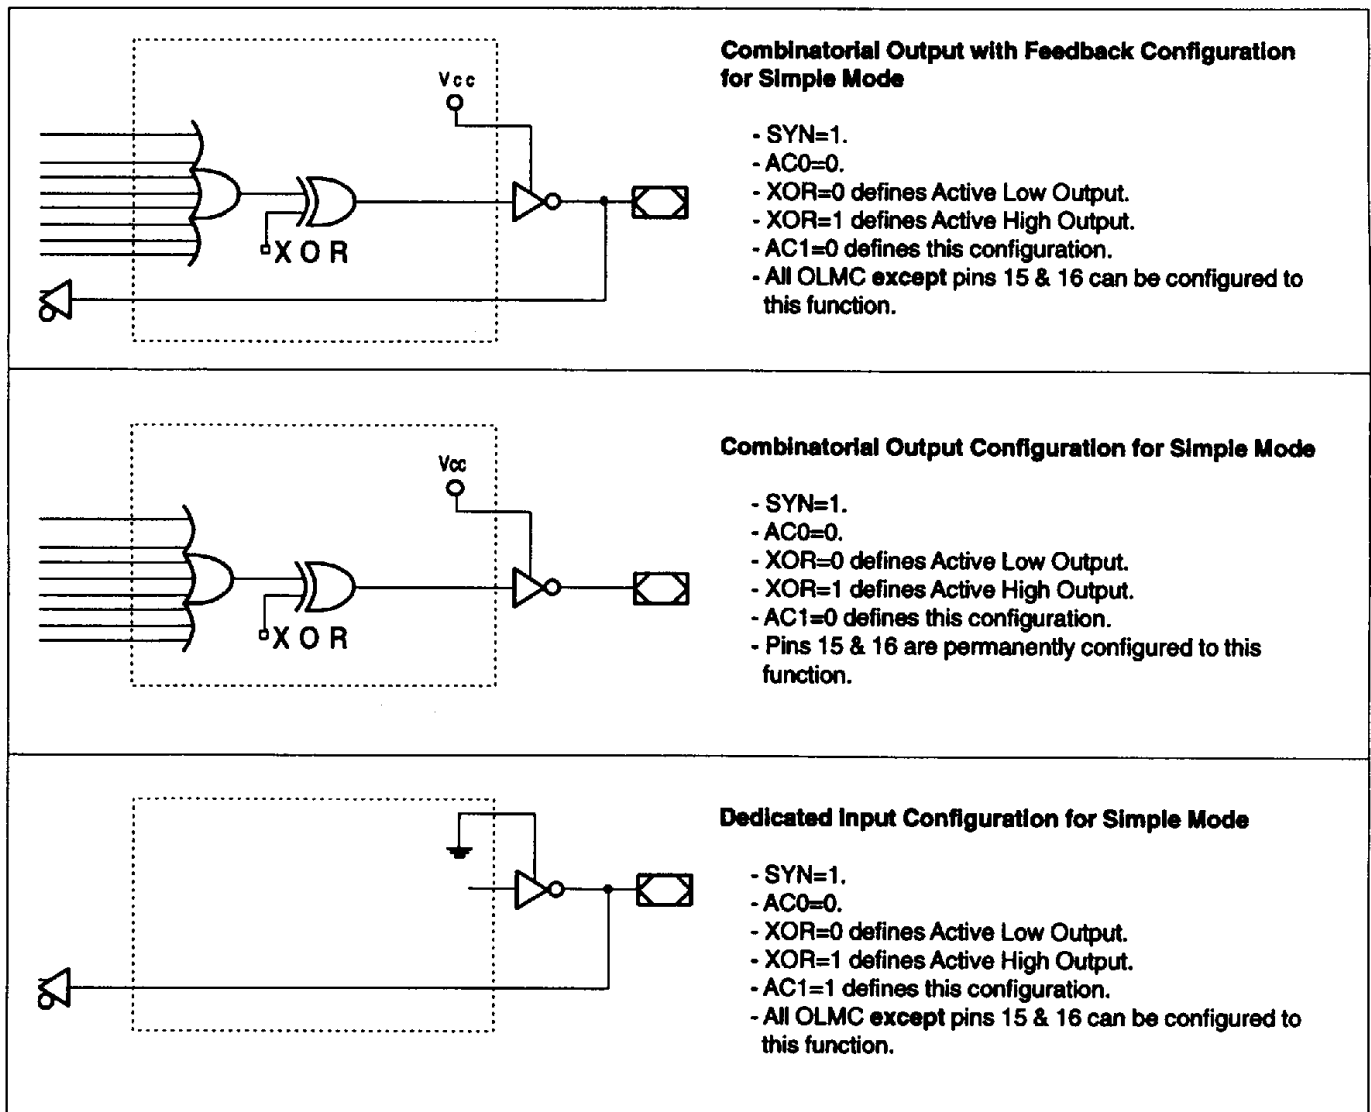 Combinatorial Output with Feedback Configuration
for Simple Mode
Vcc
- SYN=1.
- AC0=0.
- XOR=0 defines Active Low Output.
- XOR=1 defines Active High Output.
- AC1=0 defines this configuration.
- All OLMC except pins 15 & 16 can be configured to
this function.
XOR
Combinatorial Output Configuration for Simple Mode
Vcc
- SYN=1.
- AC0=0.
- XOR=0 defines Active Low Output.
- XOR=1 defines Active High Output.
- AC1=0 defines this configuration.
- Pins 15 & 16 are permanently configured to this
function.
XOR
Dedicated Input Configuration for Simple Mode
- SYN=1.
- AC0=0.
- XOR=0 defines Active Low Output.
- XOR=1 defines Active High Output.
- AC1=1 defines this configuration.
- All OLMC except pins 15 & 16 can be configured to
this function.